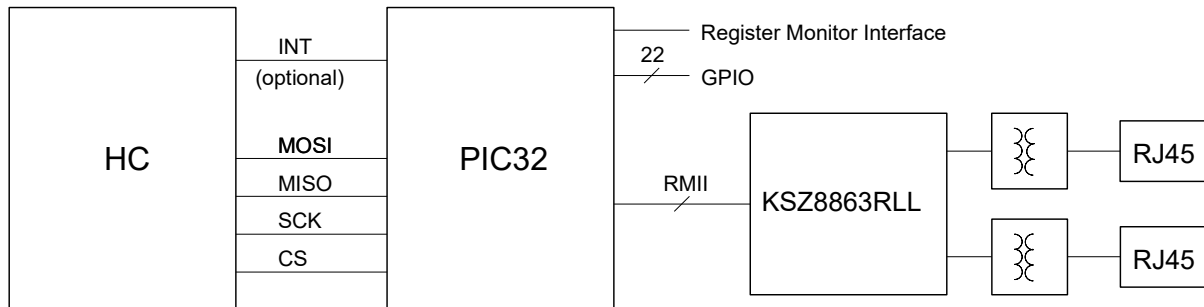 INT
(optional)
MOSI
MISO
SCK
CS
HC
PIC32
Register Monitor Interface
22
GPIO
RMII
KSZ8863RLL
RJ45
RJ45